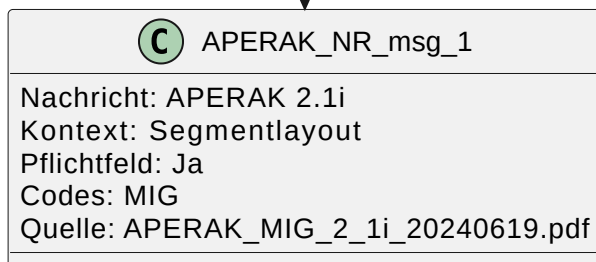 C APERAK_NR_msg_1
Nachricht: APERAK 2.1i
Kontext: Segmentlayout
Pflichtfeld: Ja
Codes: MIG
Quelle: APERAK_MIG_2_1i_20240619.pdf